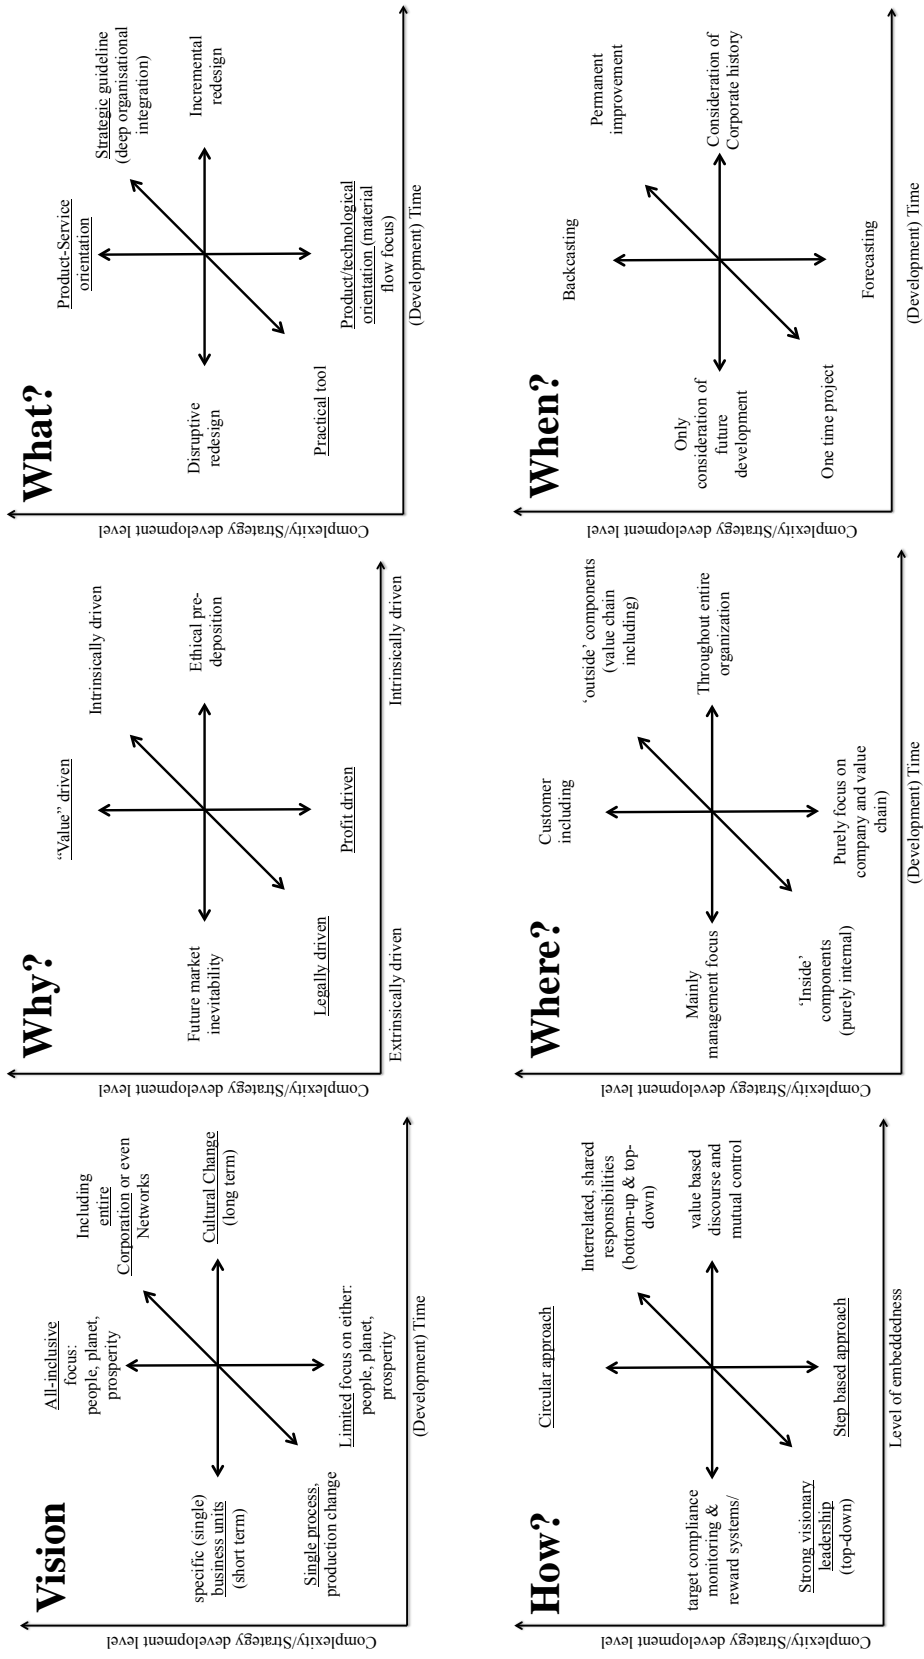 Vision
All-inclusive
focus:
people, planet,
prosperity
Including
entire
Corporation or even
Networks
specific (single)
business units
(short term)
Cultural Change
(long term)
Single process,
production change
Limited focus on either:
people, planet,
prosperity
Complexity/Strategy development level
(Development) Time
Why?
“Value” driven
Intrinsically driven
Future market
inevitability
Ethical pre-
deposition
Legally driven
Profit driven
Complexity/Strategy development level
Extrinsically driven
Intrinsically driven
What?
Product-Service
orientation
Strategic guideline
(deep organisational
integration)
Disruptive
redesign
Incremental
redesign
Practical tool
Product/technological
orientation (material
flow focus)
Complexity/Strategy development level
(Development) Time
How?
Circular approach
Interrelated, shared
responsibilities
(bottom-up & top-
down)
target compliance
monitoring &
reward systems/
value based
discourse and
mutual control
Strong visionary
leadership
(top-down)
Step based approach
Complexity/Strategy development level
Level of embeddedness
Where?
Customer
including
‘outside’ components
(value chain
including)
Mainly
management focus
Throughout entire
organization
‘Inside’
components
(purely internal)
Purely focus on
company and value
chain)
Complexity/Strategy development level
(Development) Time
When?
Backcasting
Permanent
improvement
Only
consideration of
future
development
Consideration of
Corporate history
One time project
Forecasting
Complexity/Strategy development level
(Development) Time